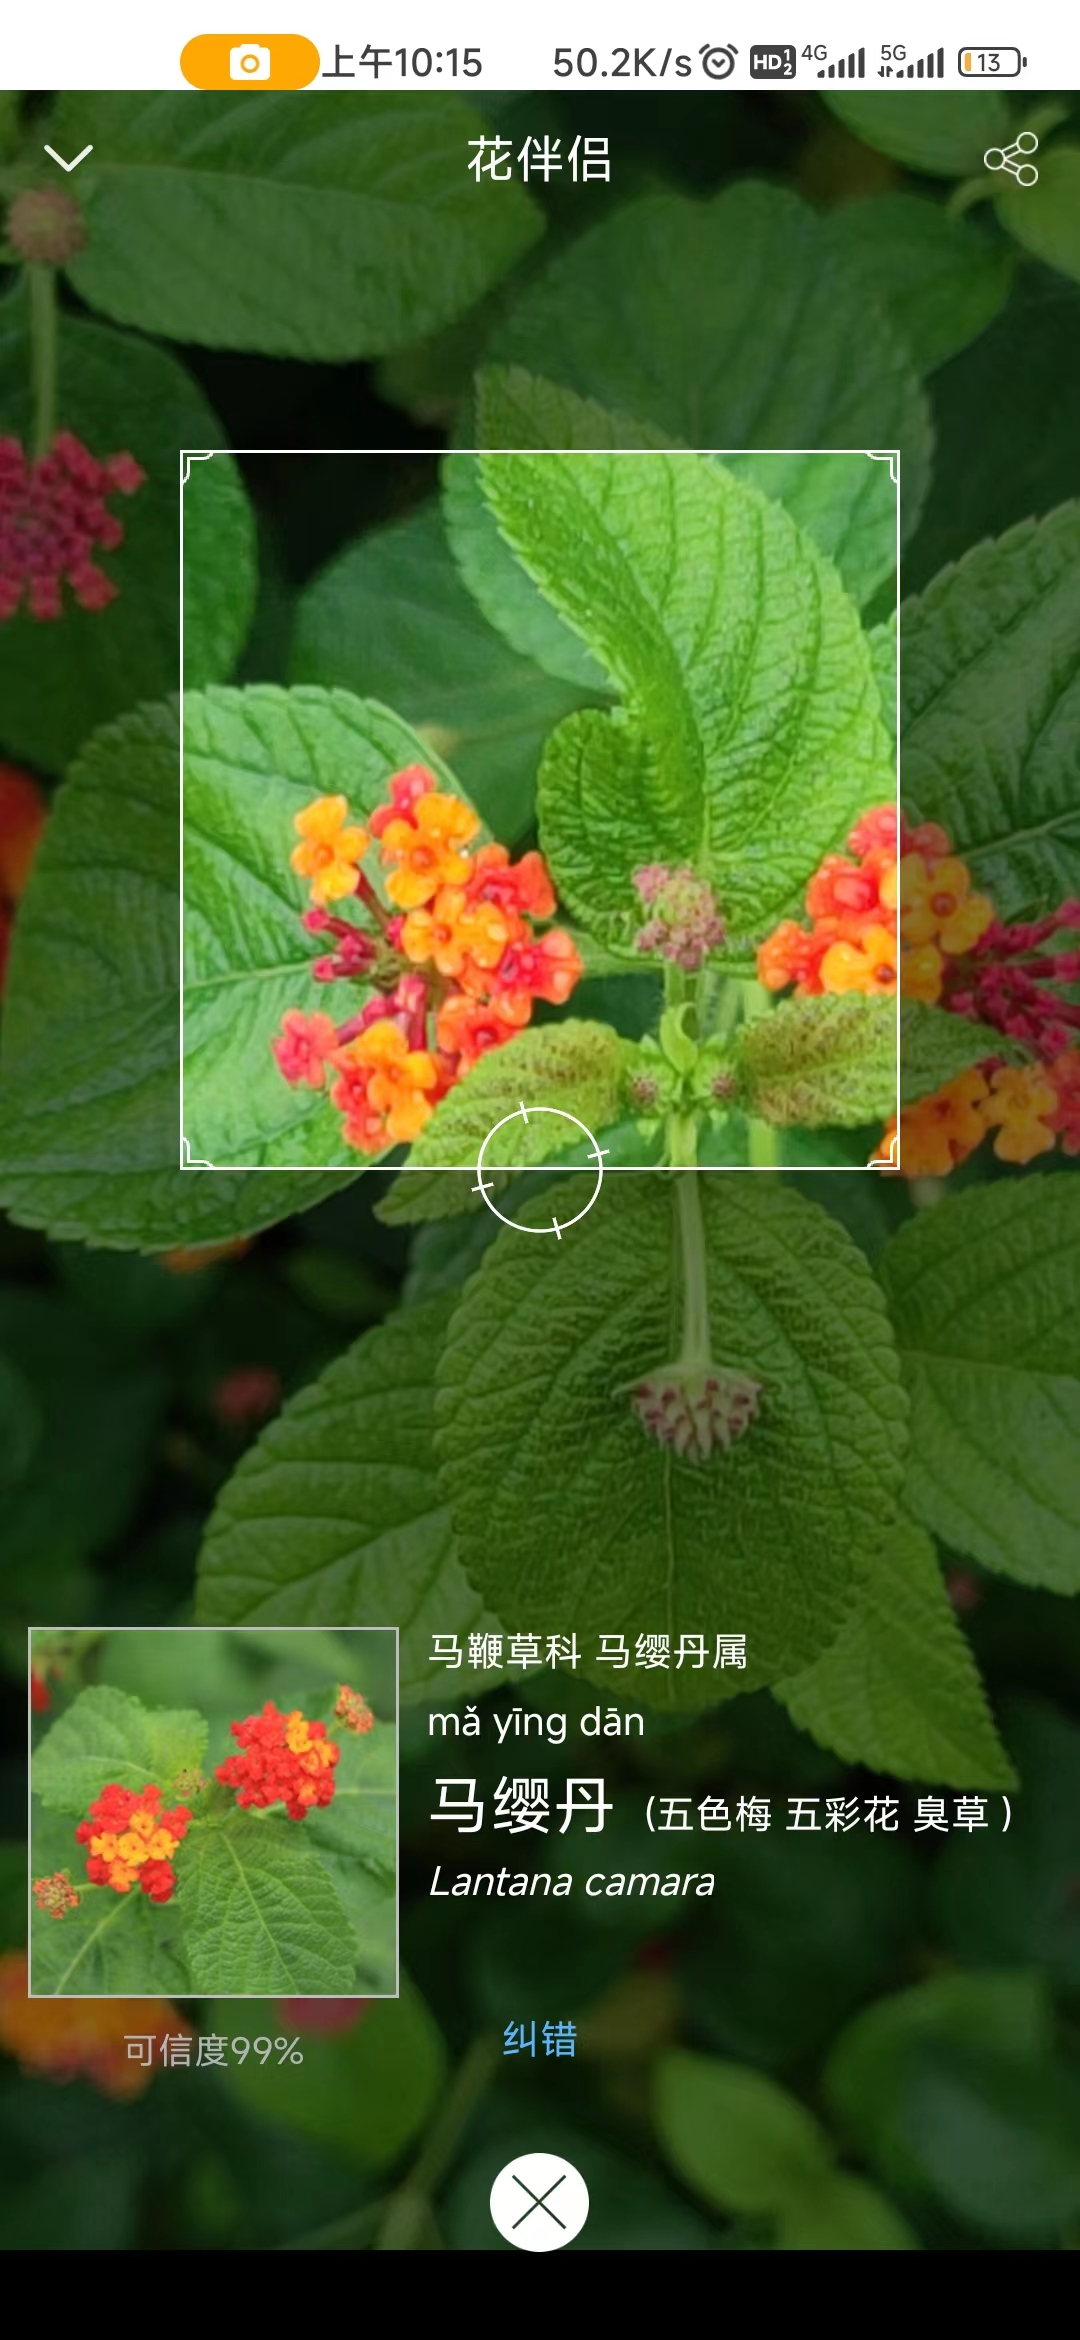 上午10:15 50.2K/s HD 1 2 4G 5G 13
花伴侣
马鞭草科 马缨丹属
mǎ yīng dān
马缨丹 (五色梅 五彩花 臭草 )
Lantana camara
可信度99% 纠错